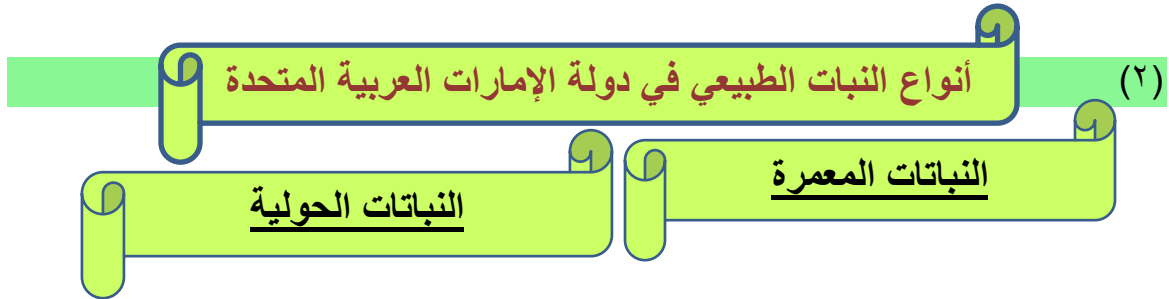 (٢) أنواع النبات الطبيعي في دولة الإمارات العربية المتحدة
النباتات المعمرة
النباتات الحولية